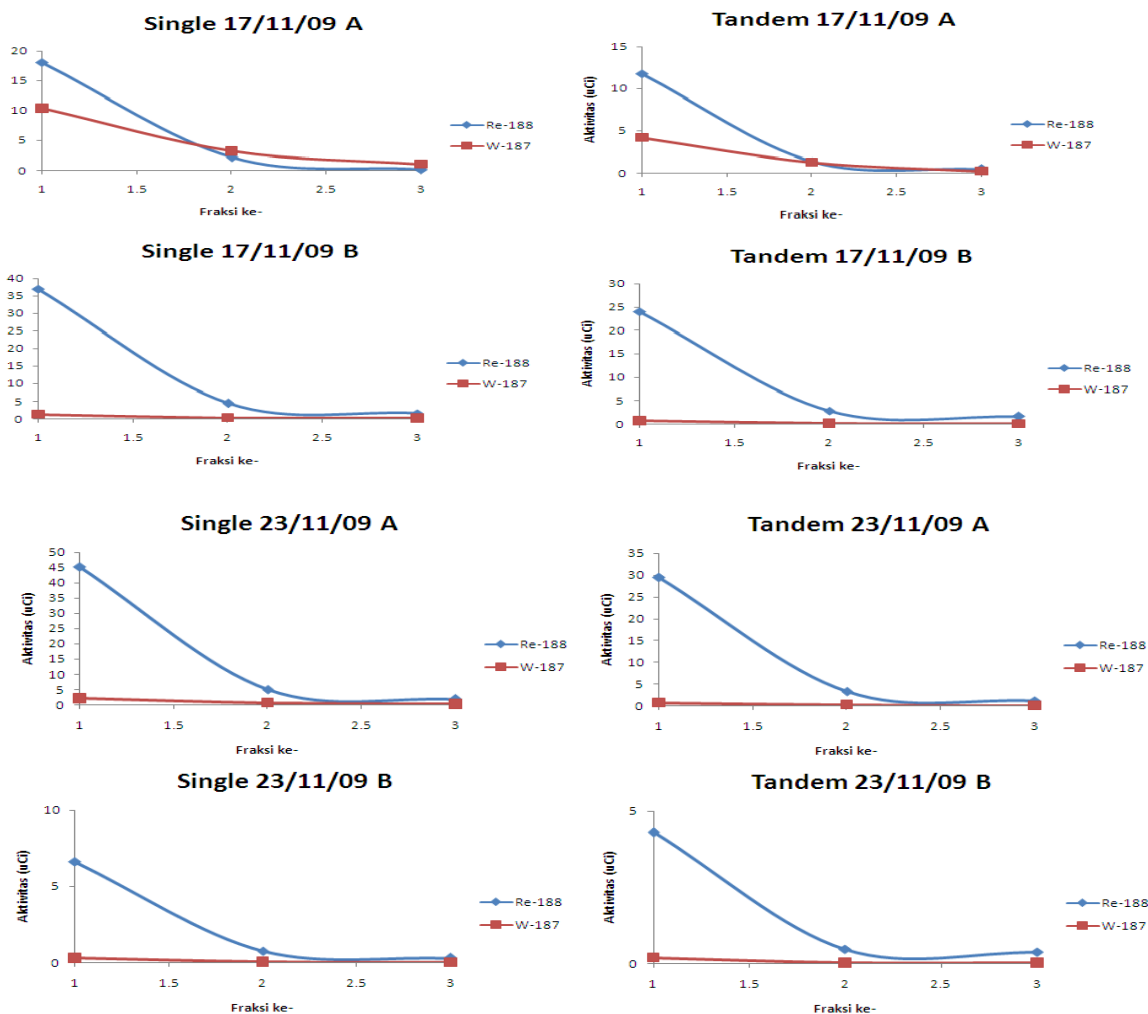 Single 17/11/09 A
20
15
10
5
0
1
1.5
2
2.5
3
Fraksi ke-
Re-188
W-187
Tandem 17/11/09 A
Aktivitas (uCi)
15
10
5
0
1
1.5
2
2.5
3
Fraksi ke-
Re-188
W-187
Single 17/11/09 B
40
35
30
25
20
15
10
5
0
1
1.5
2
2.5
3
Fraksi ke-
Re-188
W-187
Tandem 17/11/09 B
Aktivitas (uCi)
30
25
20
15
10
5
0
1
1.5
2
2.5
3
Fraksi ke-
Re-188
W-187
Single 23/11/09 A
Aktivitas (uCi)
50
45
40
35
30
25
20
15
10
5
0
1
1.5
2
2.5
3
Fraksi ke-
Re-188
W-187
Tandem 23/11/09 A
Aktivitas (uCi)
35
30
25
20
15
10
5
0
1
1.5
2
2.5
3
Fraksi ke-
Re-188
W-187
Single 23/11/09 B
Aktivitas (uCi)
10
5
0
1
1.5
2
2.5
3
Fraksi ke-
Re-188
W-187
Tandem 23/11/09 B
Aktivitas (uCi)
5
0
1
1.5
2
2.5
3
Fraksi ke-
Re-188
W-187